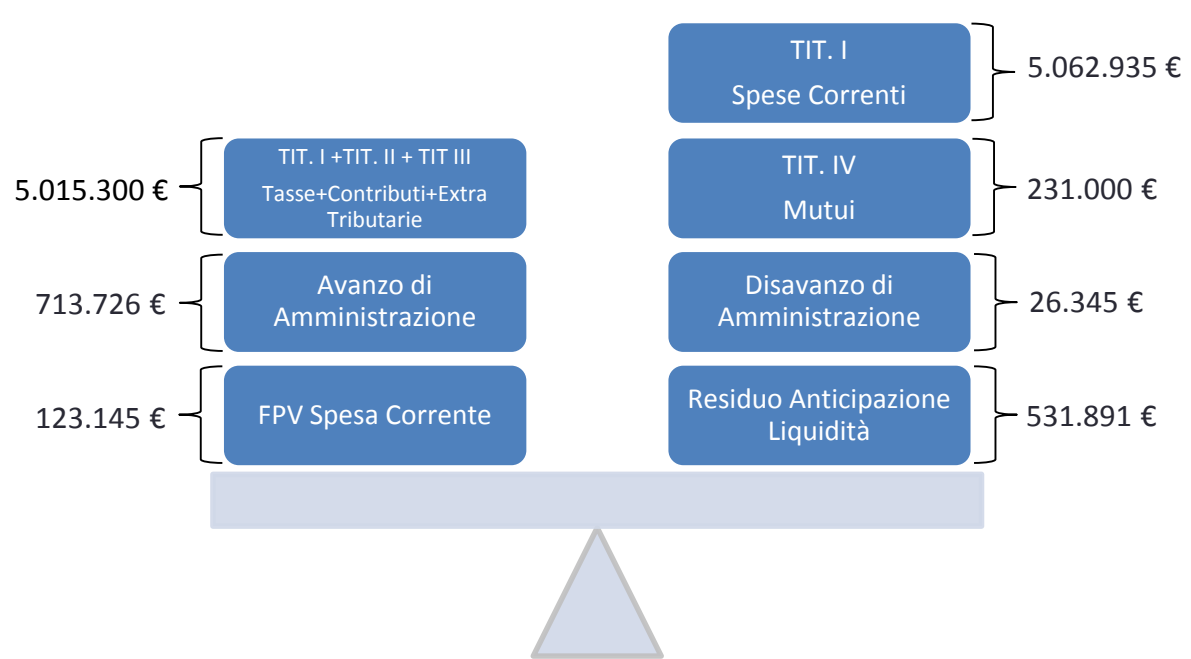 TIT. I
Spese Correnti
5.062.935 €
5.015.300 €
TIT. I +TIT. II + TIT III
Tasse+Contributi+Extra
Tributarie
TIT. IV
Mutui
231.000 €
713.726 €
Avanzo di
Amministrazione
Disavanzo di
Amministrazione
26.345 €
123.145 €
FPV Spesa Corrente
Residuo Anticipazione
Liquidità
531.891 €